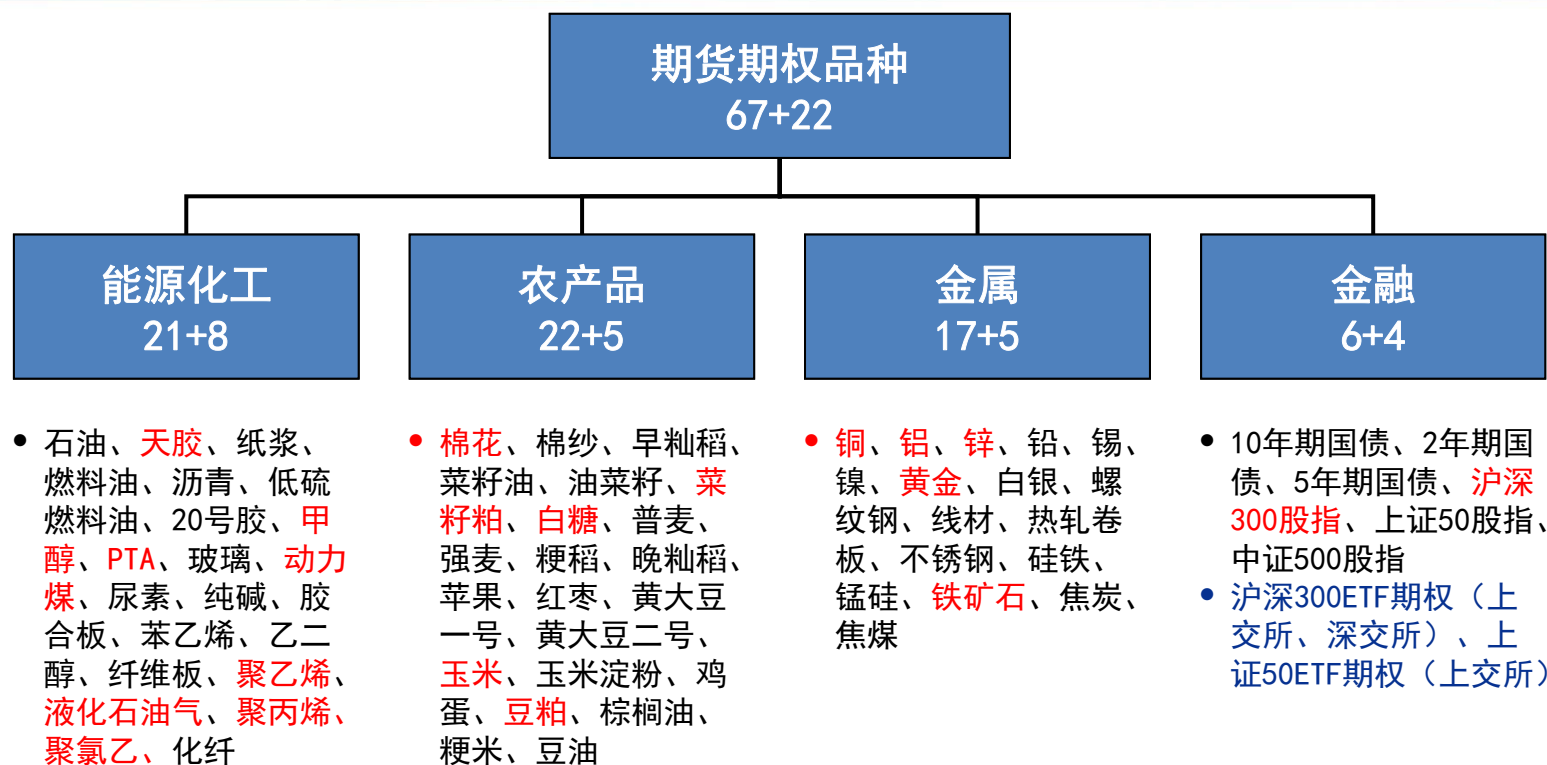 期货期权品种
67+22
能源化工
21+8
农产品
22+5
金属
17+5
金融
6+4
• 石油、天胶、纸浆、
燃料油、沥青、低硫
燃料油、20号胶、甲
醇、PTA、玻璃、动力
煤、尿素、纯碱、胶
合板、苯乙烯、乙二
醇、纤维板、聚乙烯、
液化石油气、聚丙烯、
聚氯乙、化纤
• 棉花、棉纱、早籼稻、
菜籽油、油菜籽、菜
籽粕、白糖、普麦、
强麦、粳稻、晚籼稻、
苹果、红枣、黄大豆
一号、黄大豆二号、
玉米、玉米淀粉、鸡
蛋、豆粕、棕榈油、
粳米、豆油
• 铜、铝、锌、铅、锡、
镍、黄金、白银、螺
纹钢、线材、热轧卷
板、不锈钢、硅铁、
锰硅、铁矿石、焦炭、
焦煤
• 10年期国债、2年期国
债、5年期国债、沪深
300股指、上证50股指、
中证500股指
• 沪深300ETF期权（上
交所、深交所）、上
证50ETF期权（上交所）